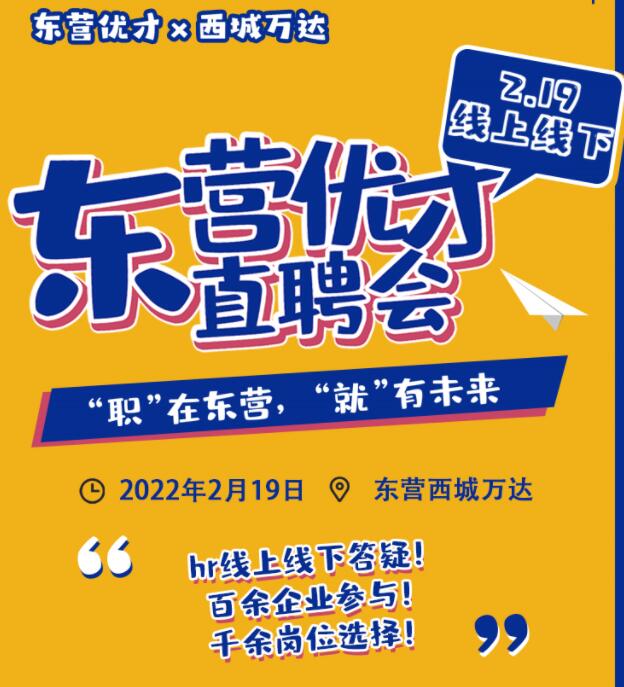 东营优才x西城万达
2.19
线上线下
东营优才
直聘会
“职”在东营，“就”有未来
2022年2月19日 东营西城万达
hr线上线下答疑！
百余企业参与！
千余岗位选择！